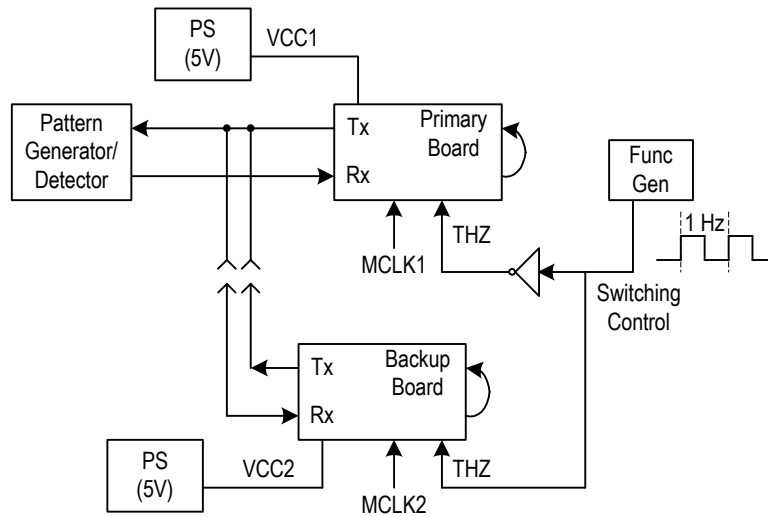 PS
(5V)
VCC1
Pattern
Generator/
Detector
Tx
Rx
Primary
Board
Func
Gen
1 Hz
THZ
MCLK1
Switching
Control
Tx
Rx
Backup
Board
PS
(5V)
VCC2
THZ
MCLK2